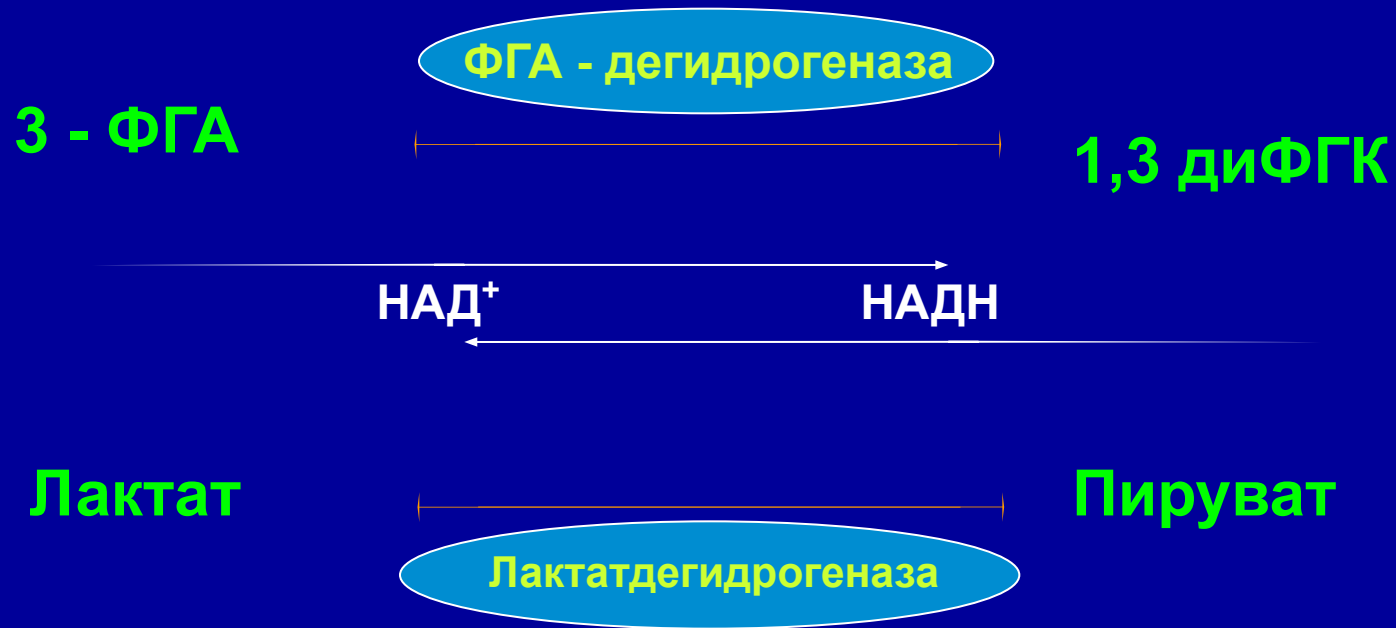 ФГА - дегидрогеназа
3 - ФГА
1,3 диФГК
НАД⁺
НАДН
Лактат
Пируват
Лактатдегидрогеназа